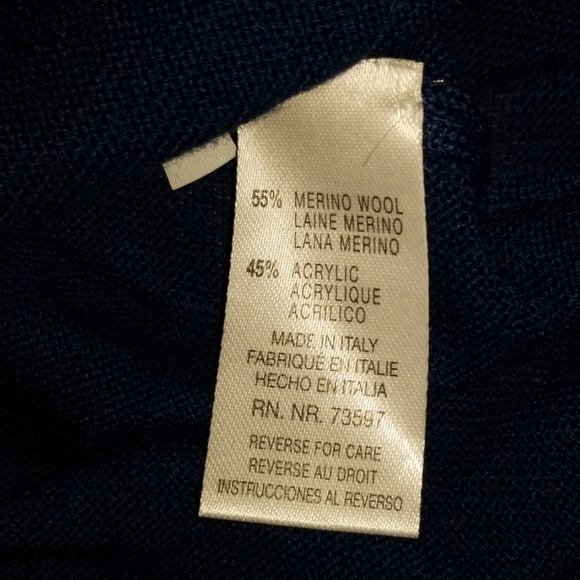 55% MERINO WOOL
LAINE MERINO
LANA MERINO
45% ACRYLIC
ACRYLIQUE
ACRILICO
MADE IN ITALY
FABRIQUÉ EN ITALIE
HECHO EN ITALIA
RN. NR. 73597
REVERSE FOR CARE
REVERSE AU DROIT
INSTRUCCIONES AL REVERSO